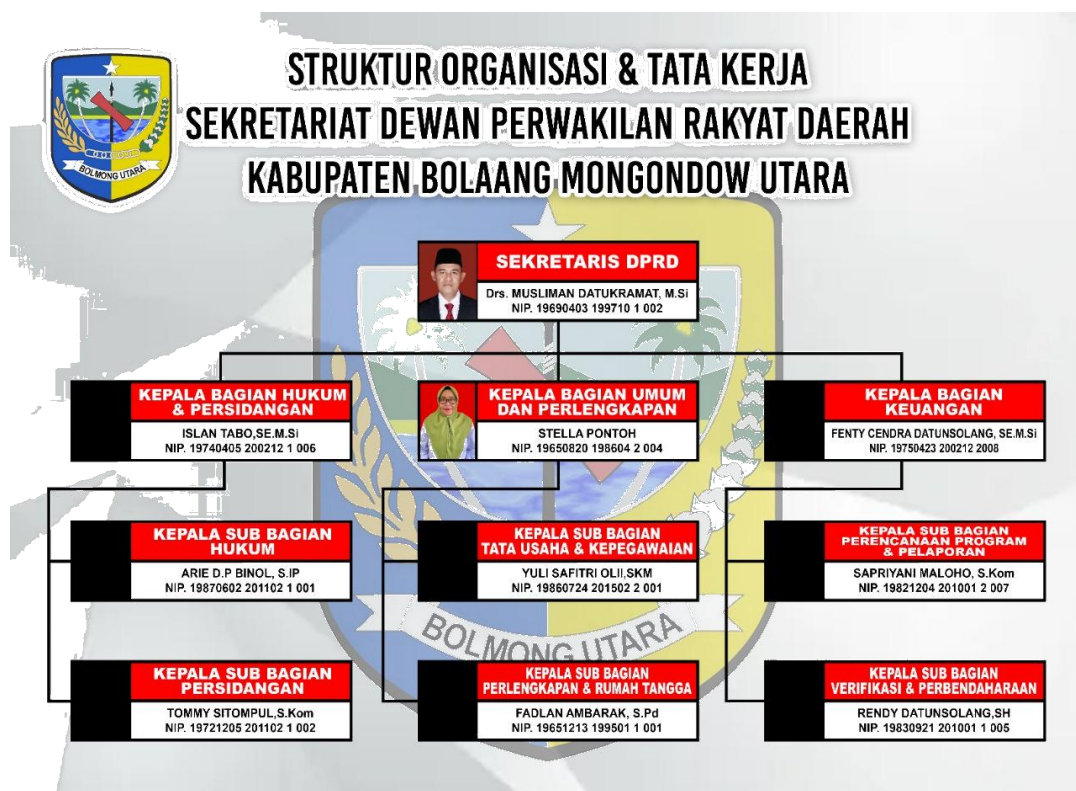 STRUKTUR ORGANISASI & TATA KERJA
SEKRETARIAT DEWAN PERWAKILAN RAKYAT DAERAH
KABUPATEN BOLAANG MONGONDOW UTARA
BOLMONG UTARA
SEKRETARIS DPRD
Drs. MUSLIMAN DATUKRAMAT, M.Si
NIP. 19690403 199710 1 002
KEPALA BAGIAN HUKUM
& PERSIDANGAN
ISLAN TABO,SE.M.Si
NIP. 19740405 200212 1 006
KEPALA BAGIAN UMUM
DAN PERLENGKAPAN
STELLA PONTOH
NIP. 19650820 198604 2 004
KEPALA BAGIAN
KEUANGAN
FENTY CENDRA DATUNSOLANG, SE.M.Si
NIP. 19750423 200212 2008
KEPALA SUB BAGIAN
HUKUM
ARIE D.P BINOL, S.IP
NIP. 19870602 201102 1 001
KEPALA SUB BAGIAN
TATA USAHA & KEPEGAWAIAN
YULI SAFITRI OLII,SKM
NIP. 19860724 201502 2 001
KEPALA SUB BAGIAN
PERENCANAAN PROGRAM
& PELAPORAN
SAPRIYANI MALOHO, S.Kom
NIP. 19821204 201001 2 007
BOLMONG UTARA
KEPALA SUB BAGIAN
PERSIDANGAN
TOMMY SITOMPUL,S.Kom
NIP. 19721205 201102 1 002
KEPALA SUB BAGIAN
PERLENGKAPAN & RUMAH TANGGA
FADLAN AMBARAK, S.Pd
NIP. 19651213 199501 1 001
KEPALA SUB BAGIAN
VERIFIKASI & PERBENDAHARAAN
RENDY DATUNSOLANG,SH
NIP. 19830921 201001 1 005